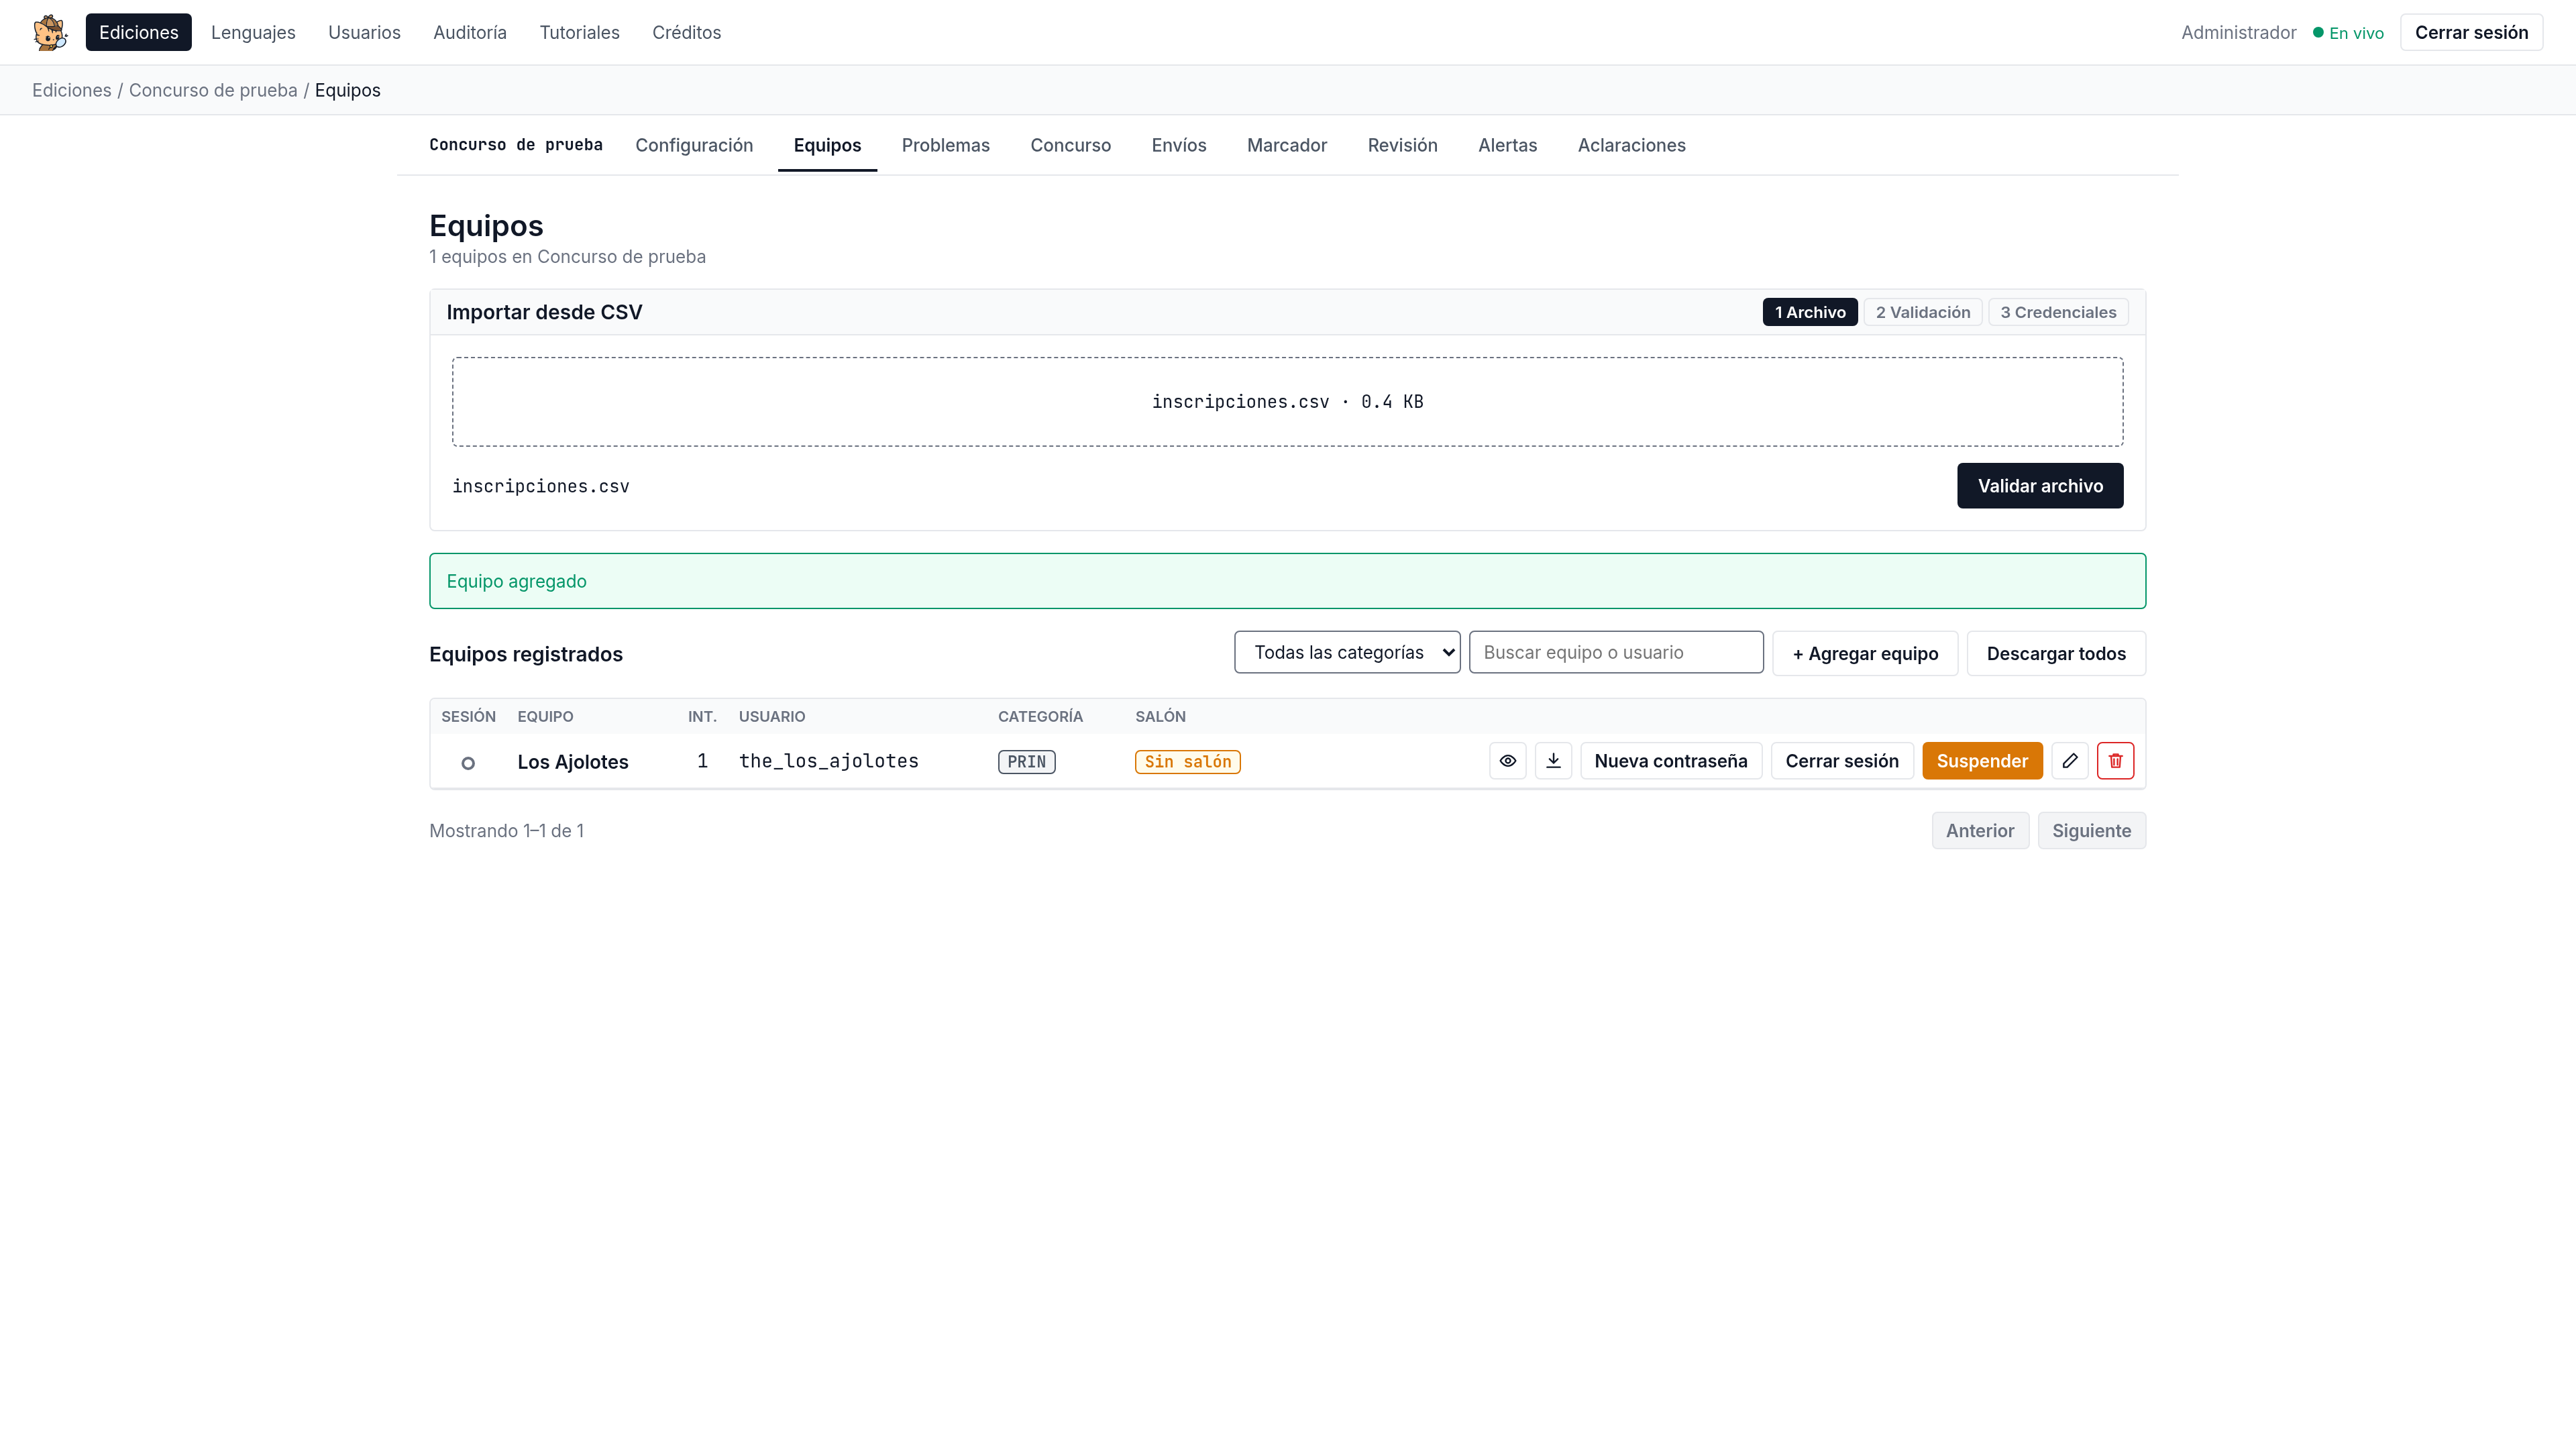 Ediciones Lenguajes Usuarios Auditoría Tutoriales Créditos Administrador En vivo Cerrar sesión
Ediciones / Concurso de prueba / Equipos
Concurso de prueba Configuración Equipos Problemas Concurso Envíos Marcador Revisión Alertas Aclaraciones
Equipos
1 equipos en Concurso de prueba
Importar desde CSV 1 Archivo 2 Validación 3 Credenciales
inscripciones.csv · 0.4 KB
inscripciones.csv Validar archivo
Equipo agregado
Equipos registrados Todas las categorías Buscar equipo o usuario + Agregar equipo Descargar todos
SESIÓN EQUIPO INT. USUARIO CATEGORÍA SALÓN
Los Ajolotes 1 the_los_ajolotes PRIN Sin salón Nueva contraseña Cerrar sesión Suspender
Mostrando 1–1 de 1 Anterior Siguiente